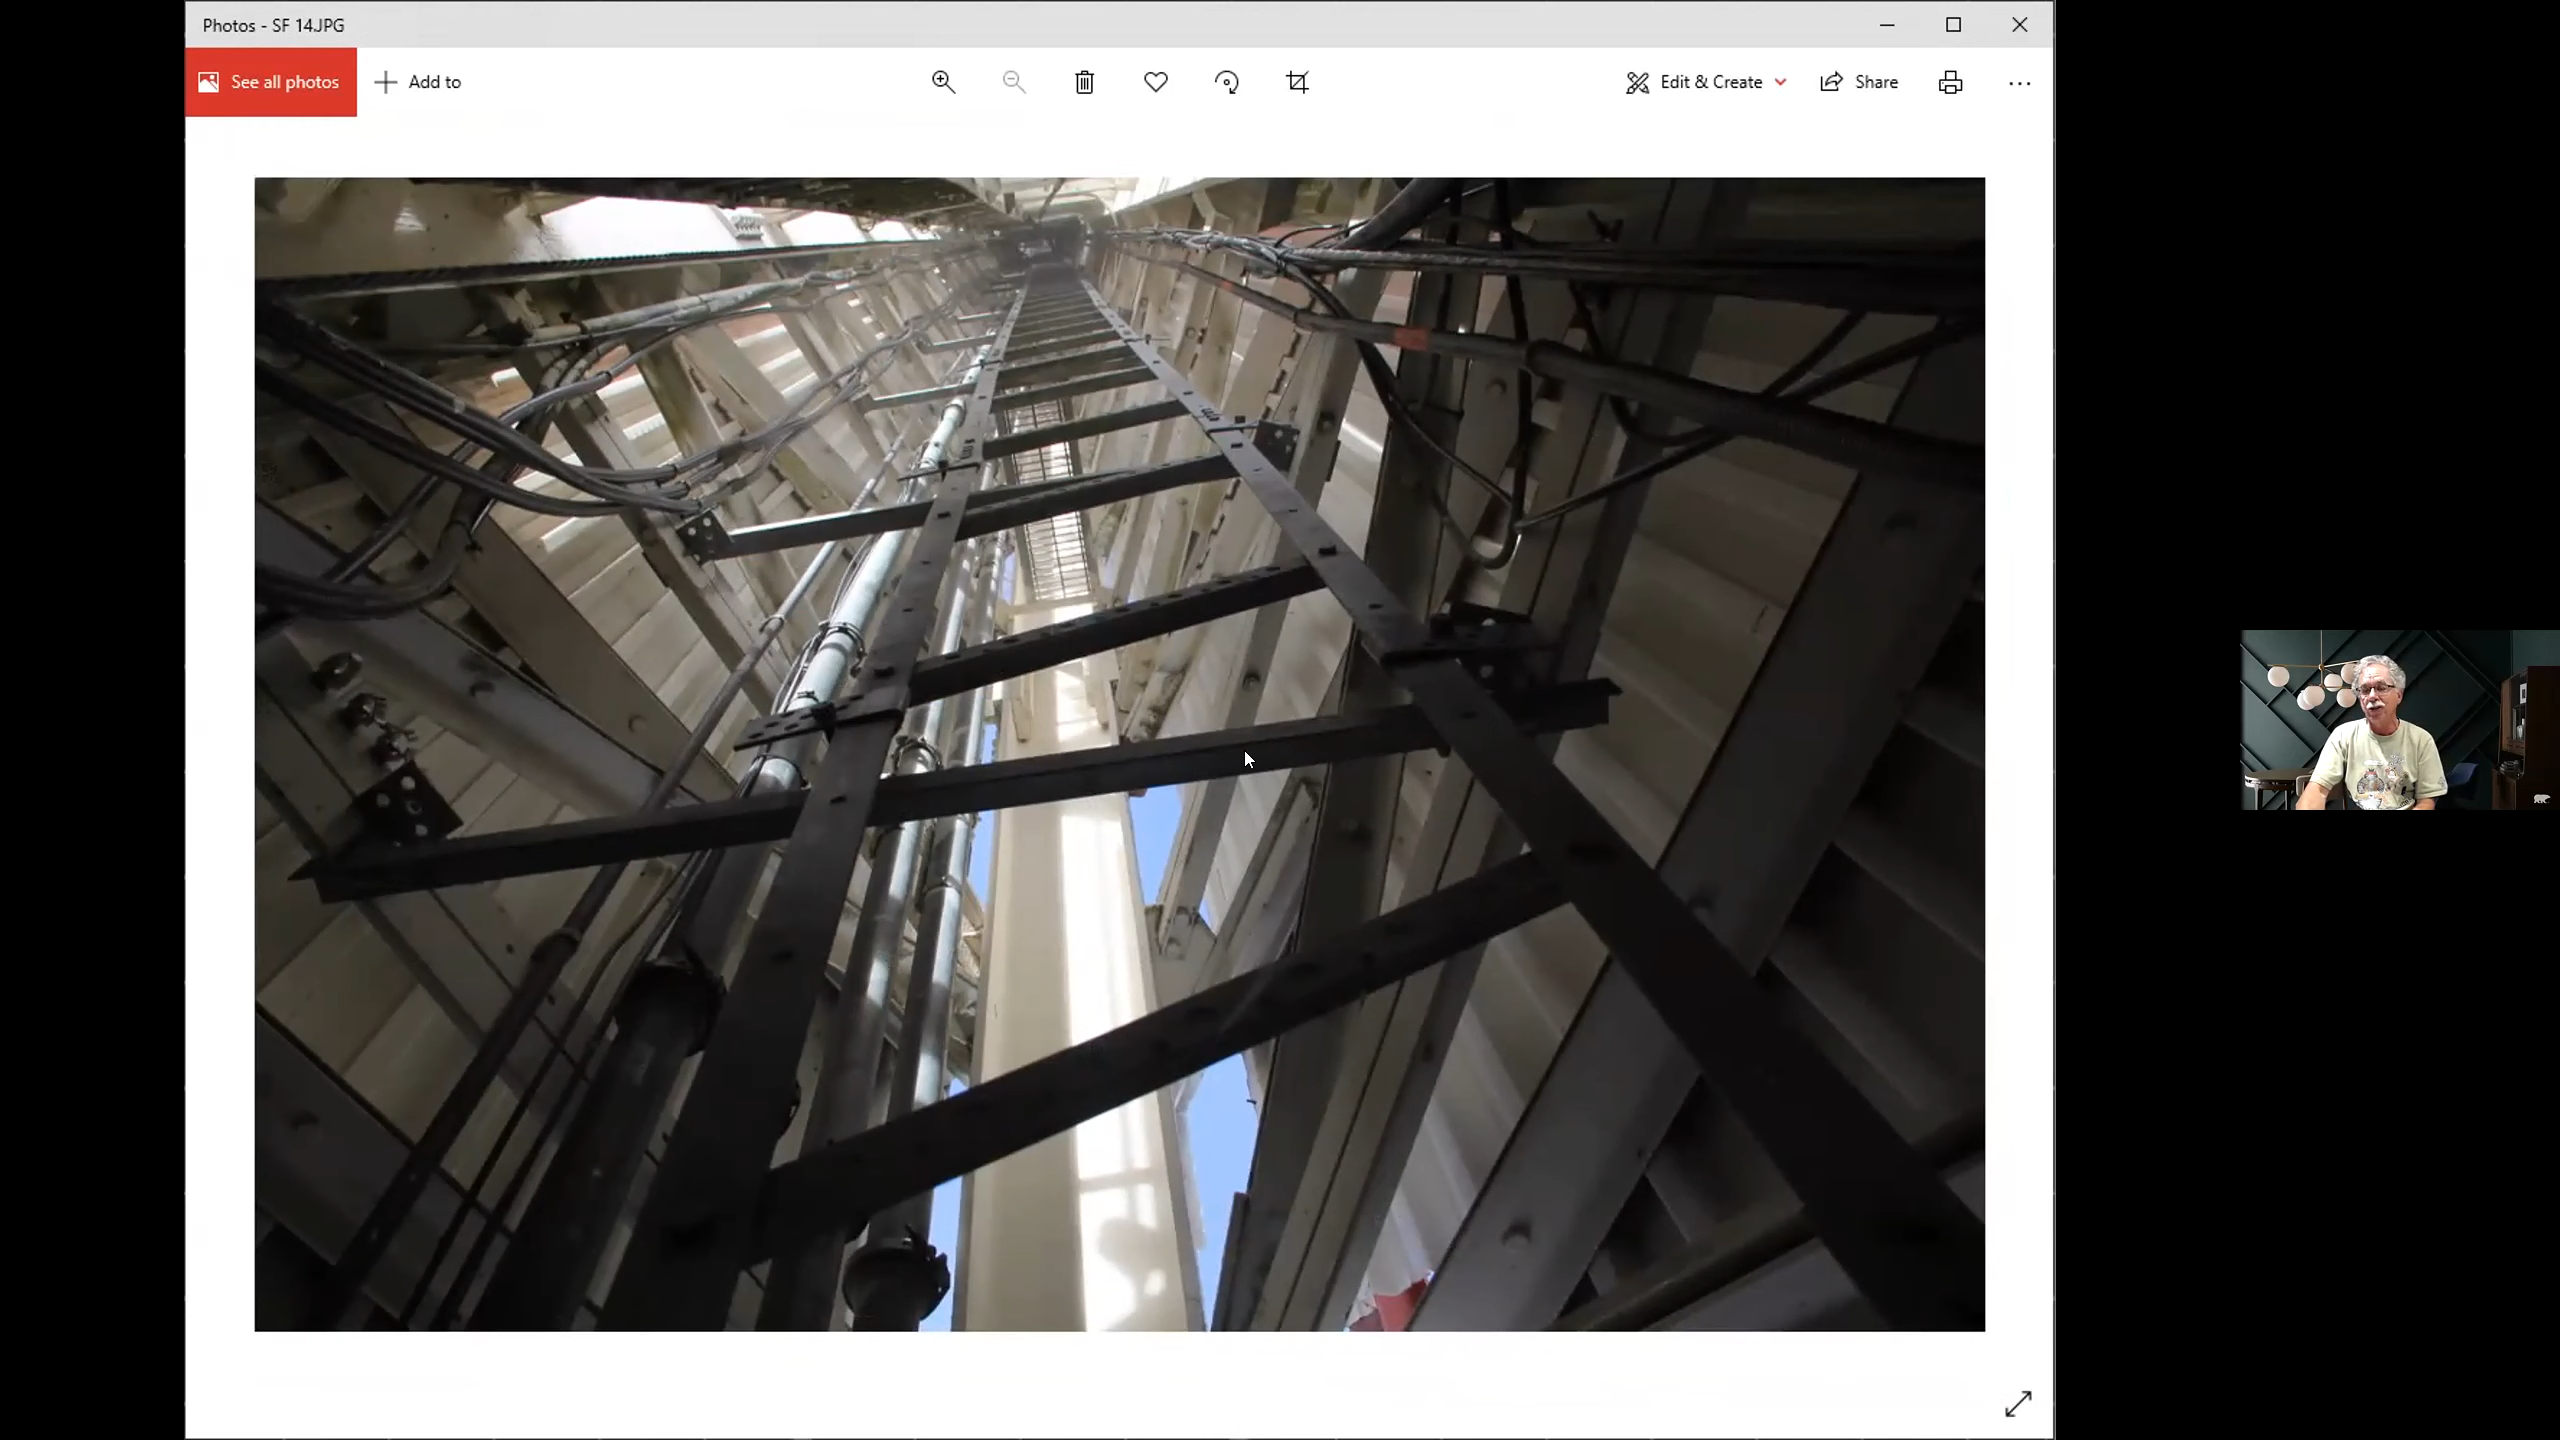 Photos - SF 14.JPG
See all photos
Add to
Edit & Create
Share